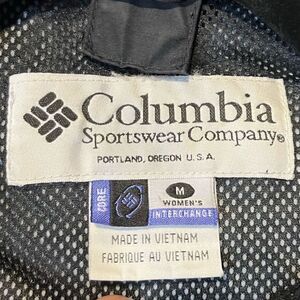 Columbia
Sportswear Company®
PORTLAND, OREGON U.S.A.
CORE
M
WOMEN'S
INTERCHANGE
MADE IN VIETNAM
FABRIQUE AU VIETNAM